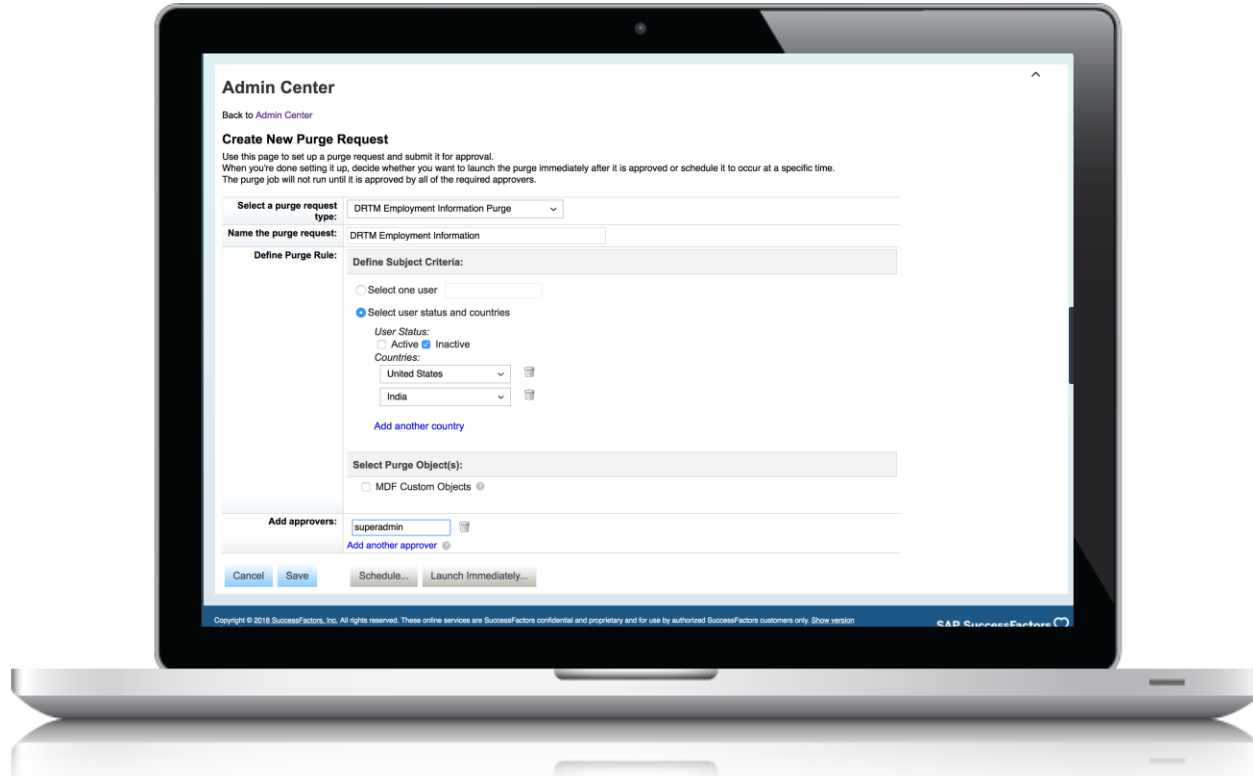 Admin Center
Back to Admin Center
Create New Purge Request
Use this page to set up a purge request and submit it for approval.
When you're done setting it up, decide whether you want to launch the purge immediately after it is approved or schedule it to occur at a specific time.
The purge job will not run until it is approved by all of the required approvers.
Select a purge request type:
DRTM Employment Information Purge
Name the purge request:
DRTM Employment Information
Define Purge Rule:
Define Subject Criteria:
Select one user
Select user status and countries
User Status:
Active Inactive
Countries:
United States
India
Add another country
Select Purge Object(s):
MDF Custom Objects
Add approvers:
superadmin
Add another approver
Cancel Save Schedule... Launch Immediately...
Copyright © 2018 SuccessFactors, Inc. All rights reserved. These online services are SuccessFactors confidential and proprietary and for use by authorized SuccessFactors customers only. Show version
SAP SuccessFactors